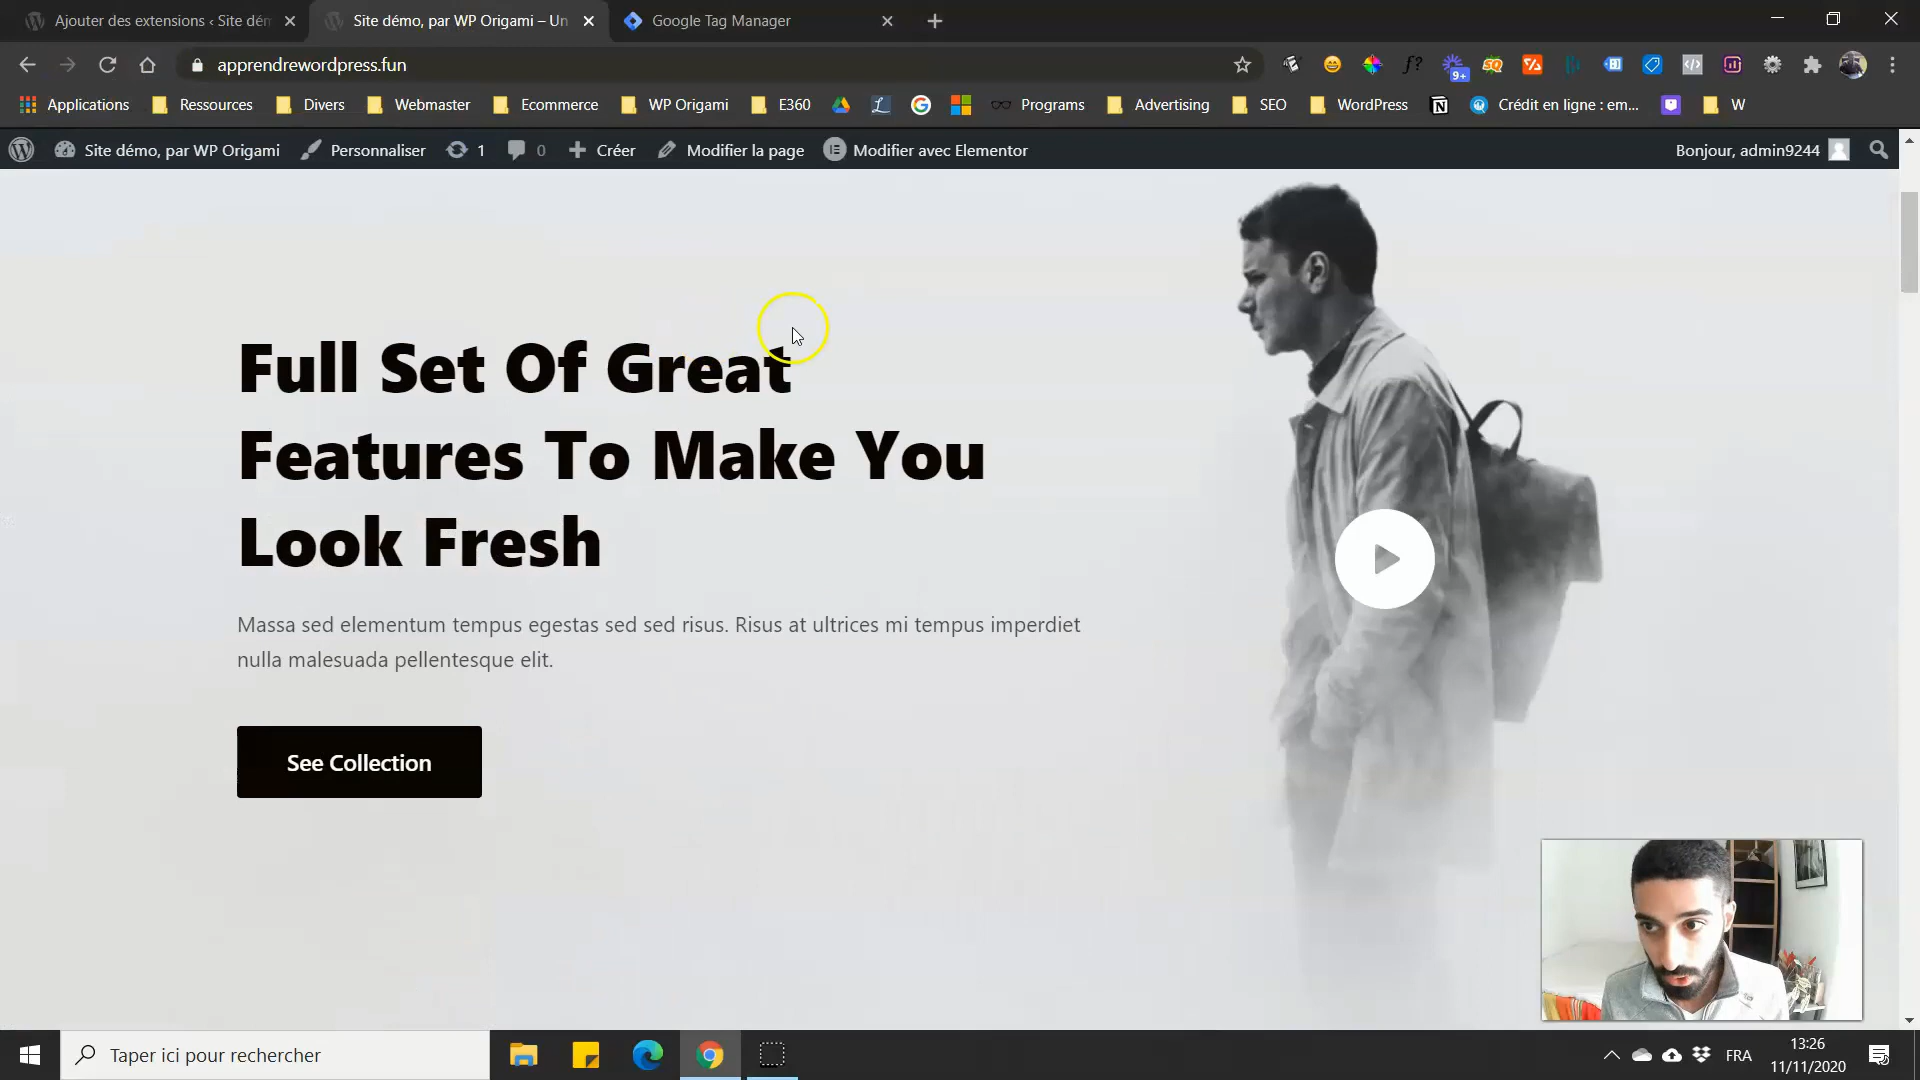 Ajouter des extensions ‹ Site dém
Site démo, par WP Origami – Un
Google Tag Manager
apprendrewordpress.fun
9+
Applications
Ressources
Divers
Webmaster
Ecommerce
WP Origami
E360
Programs
Advertising
SEO
WordPress
Crédit en ligne : em...
W
Site démo, par WP Origami
Personnaliser
1
0
Créer
Modifier la page
Modifier avec Elementor
Bonjour, admin9244
Full Set Of Great
Features To Make You
Look Fresh
Massa sed elementum tempus egestas sed sed risus. Risus at ultrices mi tempus imperdiet
nulla malesuada pellentesque elit.
See Collection
Taper ici pour rechercher
FRA
13:26
11/11/2020